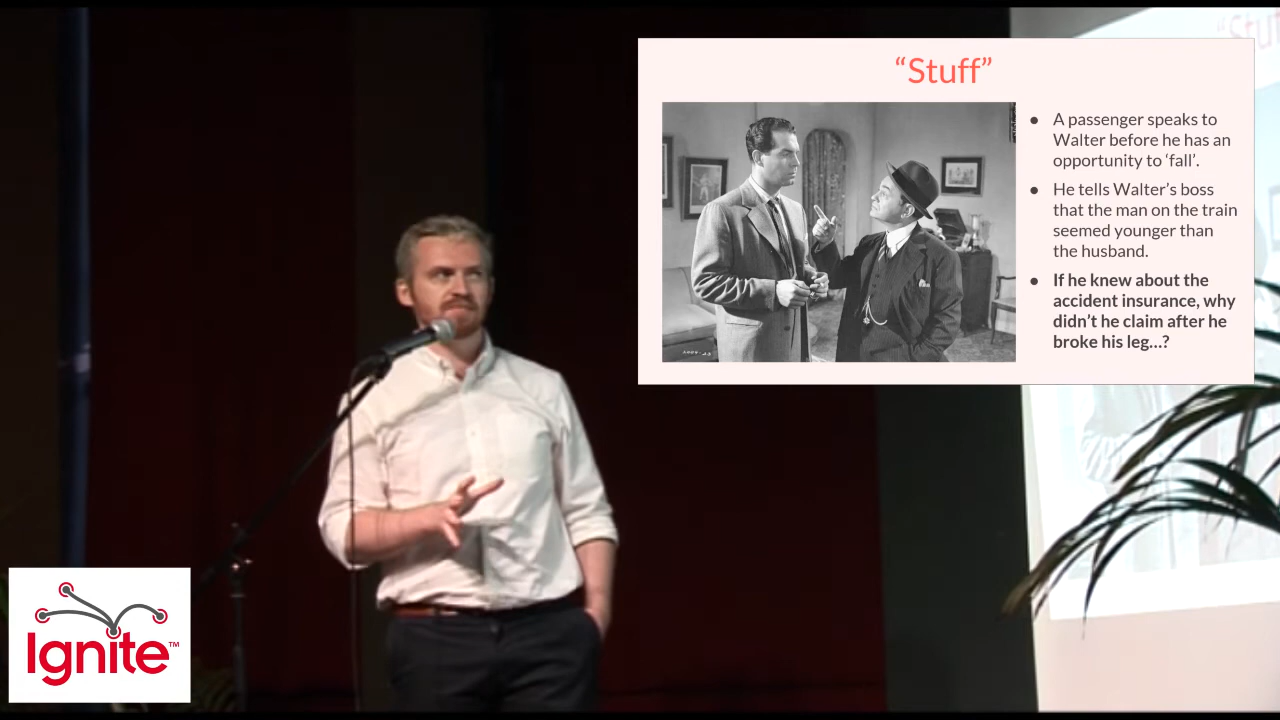 “Stuff”
● A passenger speaks to
Walter before he has an
opportunity to ‘fall’.
● He tells Walter’s boss
that the man on the train
seemed younger than
the husband.
● If he knew about the
accident insurance, why
didn’t he claim after he
broke his leg...?
Ignite™